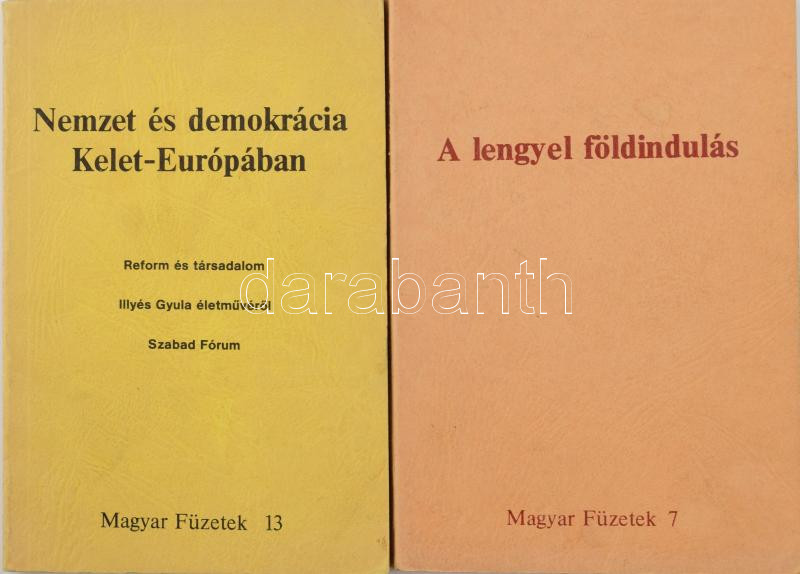 Nemzet és demokrácia
Kelet-Európában
Reform és társadalom
Illyés Gyula életművéről
Szabad Fórum
Magyar Füzetek 13
A lengyel földindulás
Magyar Füzetek 7
darabanth